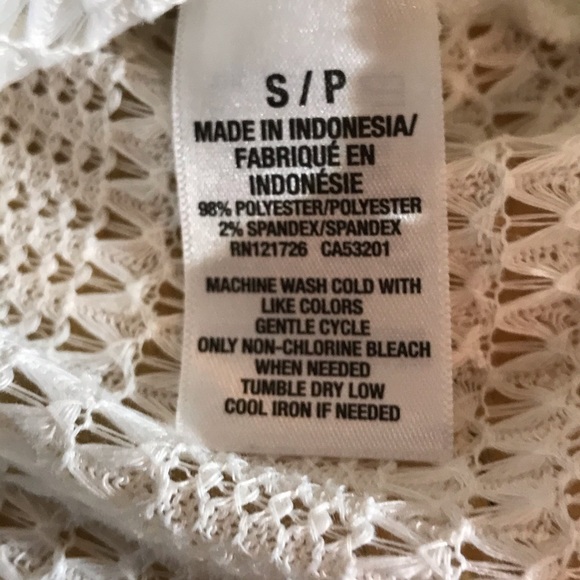 S / P
MADE IN INDONESIA/
FABRIQUÉ EN
INDONÉSIE
98% POLYESTER/POLYESTER
2% SPANDEX/SPANDEX
RN121726 CA53201
MACHINE WASH COLD WITH
LIKE COLORS
GENTLE CYCLE
ONLY NON-CHLORINE BLEACH
WHEN NEEDED
TUMBLE DRY LOW
COOL IRON IF NEEDED